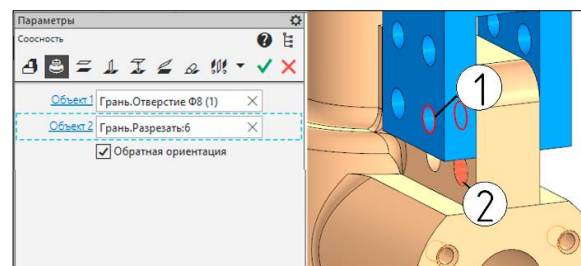 Параметры
Соосность
Объект 1 Грань.Отверстие Ф8 (1)
Объект 2 Грань.Разрезать:6
Обратная ориентация
1
2